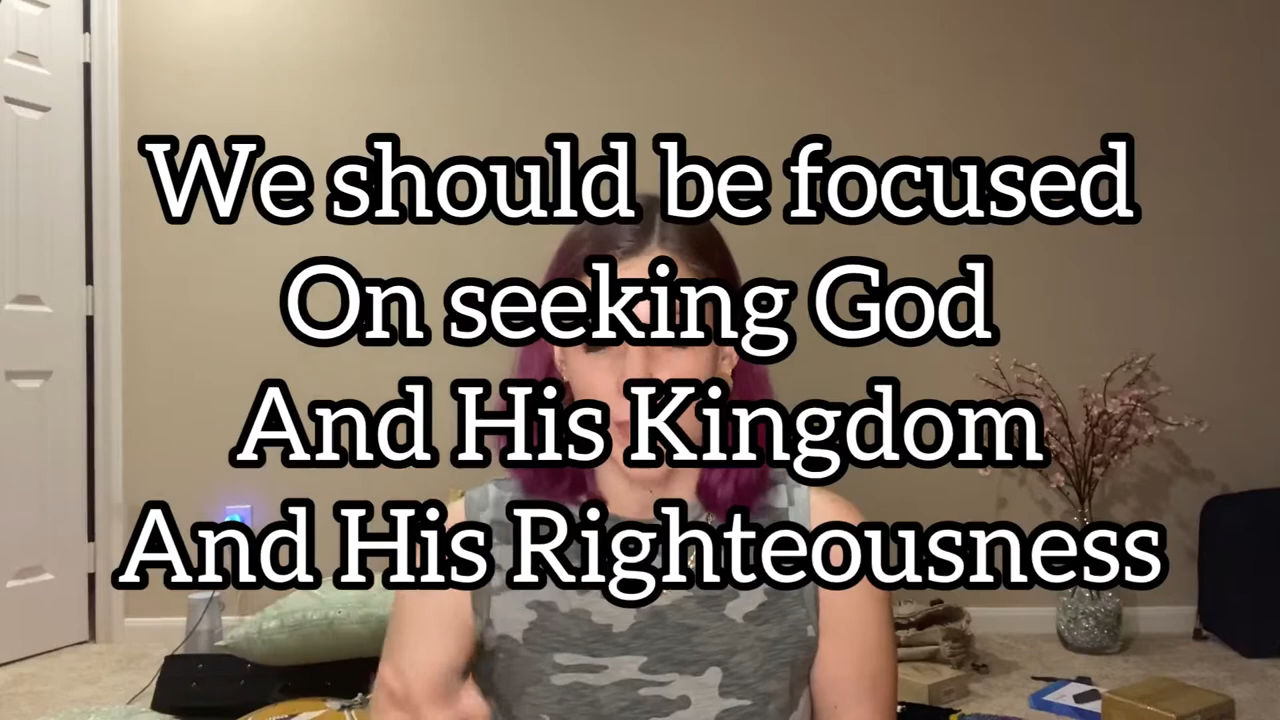 We should be focused
On seeking God
And His Kingdom
And His Righteousness